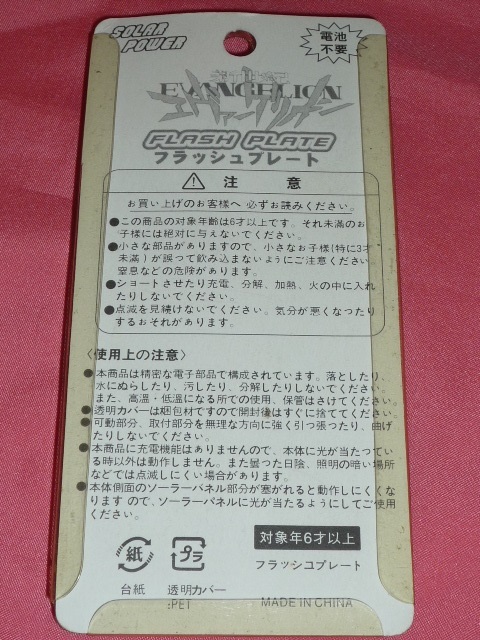 SOLAR
POWER
電池
不要
新世紀
EVANGELION
エヴァンゲリオン
FLASH PLATE
フラッシュプレート
注意
お買い上げのお客様へ 必ずお読みください。
●この商品の対象年齢は6才以上です。それ未満のお
子様には絶対に与えないでください。
●小さな部品がありますので、小さなお子様(特に3才
未満)が誤って飲み込まないようにご注意ください。
窒息などの危険があります。
●ショートさせたり充電、分解、加熱、火の中に入れ
たりしないでください。
●点滅を見続けないでください。気分が悪くなったり
するおそれがあります。
〈使用上の注意〉
●本商品は精密な電子部品で構成されています。落としたり、
水にぬらしたり、汚したり、分解したりしないでください。
また、高温・低温になる所での使用、保管はさけてください。
●透明カバーは梱包材ですので開封後はすぐに捨ててください。
●可動部分、取付部分を無理な方向に強く引っ張ったり、曲げ
たりしないでください。
●本商品に充電機能はありませんので、本体に光が当たってい
る時以外は動作しません。また曇った日陰、照明の暗い場所
などでは点滅しにくい場合があります。
●本体側面のソーラーパネル部分が塞がれると動作しにくくな
りますので、ソーラーパネルに光が当たるようにしてご使用
ください。
紙
台紙
プラ
透明カバー
:PET
対象年6才以上
フラッシュプレート
MADE IN CHINA